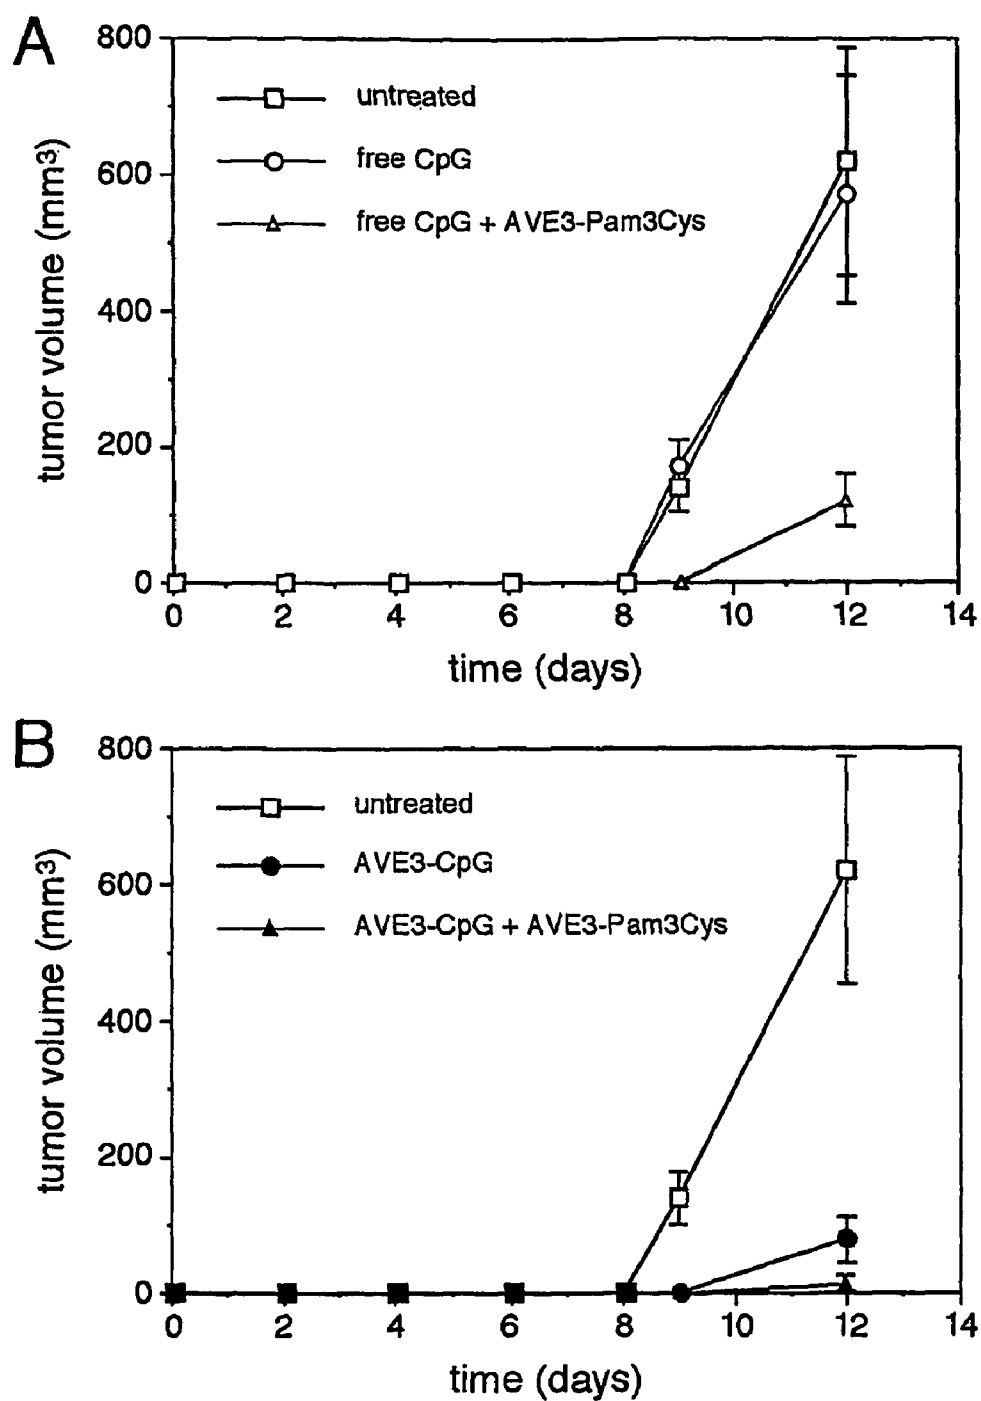 A
800
untreated
free CpG
600
free CpG + AVE3-Pam3Cys
tumor volume (mm³)
400
200
0
0 2 4 6 8 10 12 14
time (days)
B
800
untreated
AVE3-CpG
600
AVE3-CpG + AVE3-Pam3Cys
tumor volume (mm³)
400
200
0
0 2 4 6 8 10 12 14
time (days)